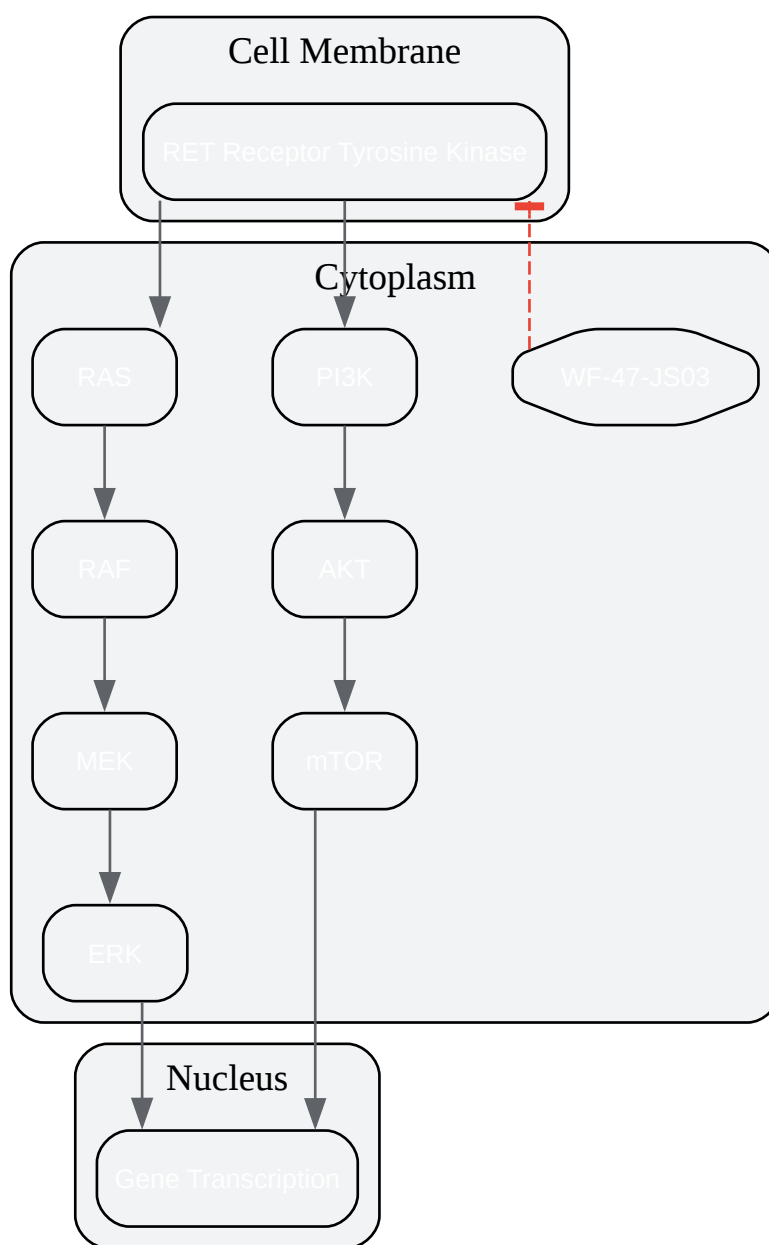 Cell Membrane
RET Receptor Tyrosine Kinase
Cytoplasm
RAS
PI3K
WF-47-JS03
RAF
AKT
MEK
mTOR
ERK
Nucleus
Gene Transcription